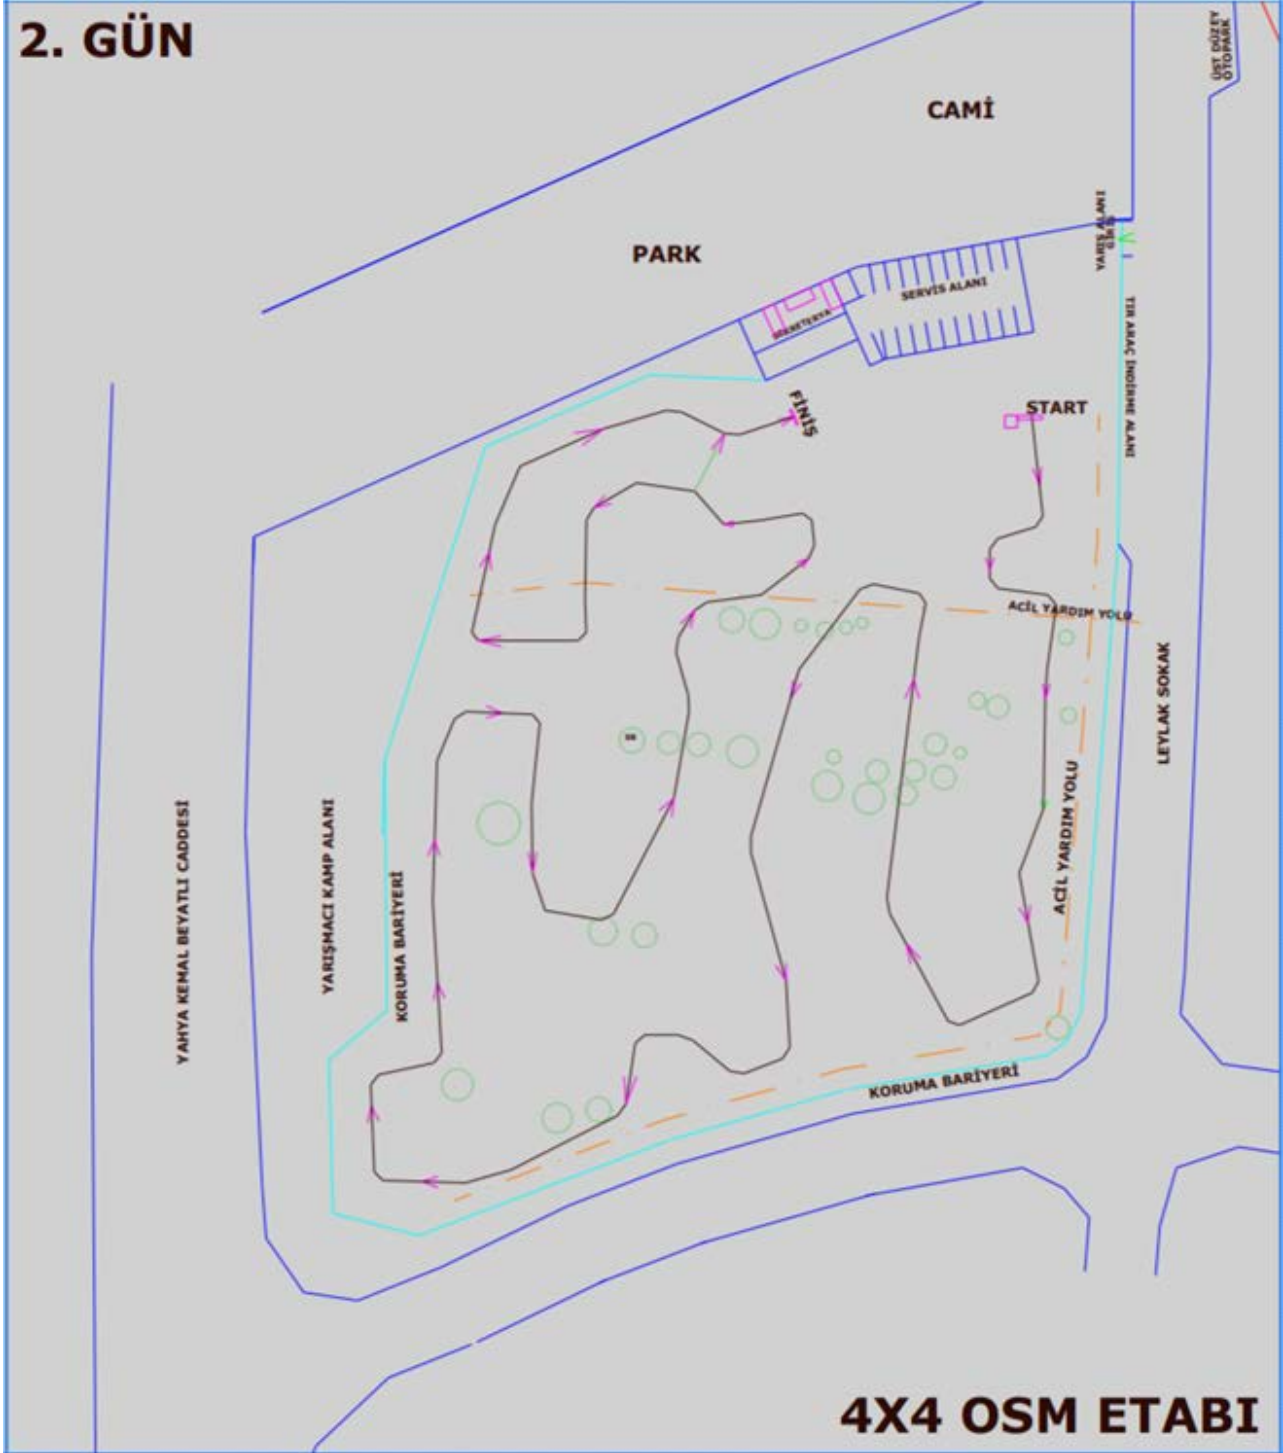 2. GÜN
ÜST DÜZEY
OTOPARK
CAMİ
YARIŞ ALANI
GİRİŞ
PARK
SERVİS ALANI
SEKRETERYA
TIR ARAÇ İNDİRME ALANI
FİNİŞ
START
ACİL YARDIM YOLU
LEYLAK SOKAK
ACİL YARDIM YOLU
YAHYA KEMAL BEYATLI CADDESİ
YARIŞMACI KAMP ALANI
KORUMA BARİYERİ
KORUMA BARİYERİ
4X4 OSM ETABI